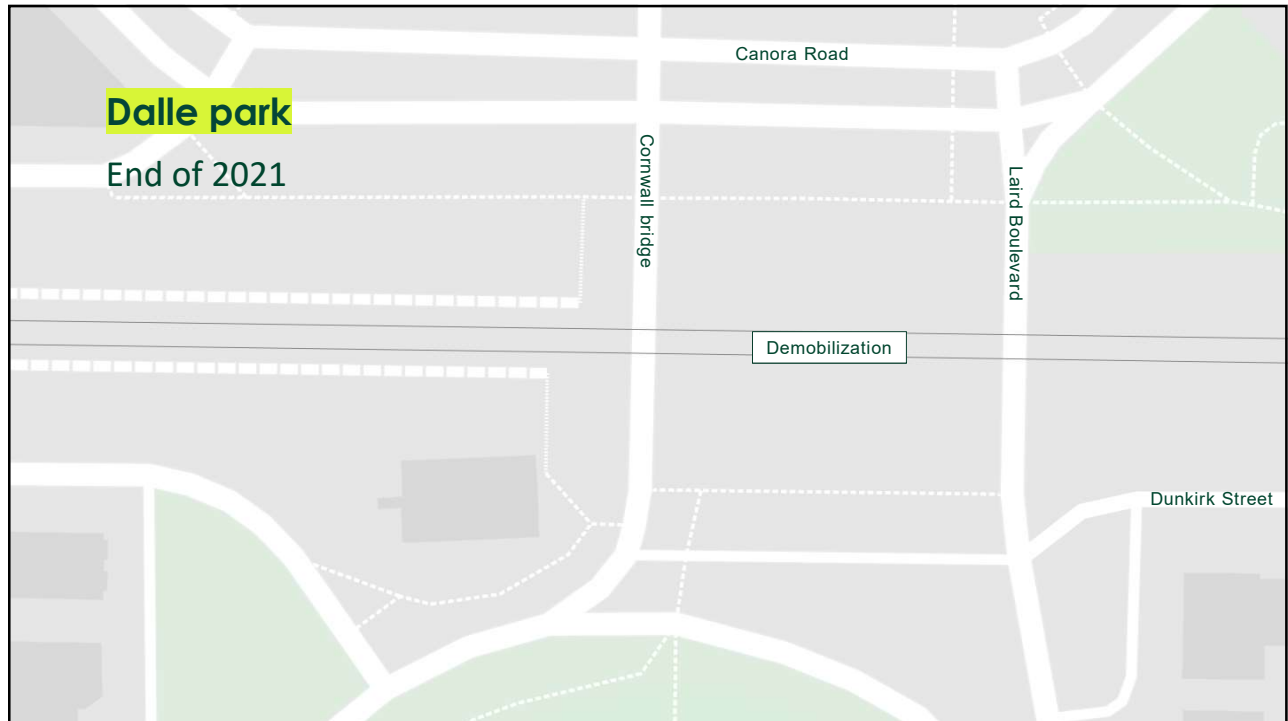 Canora Road
Dalle park
End of 2021
Cornwall bridge
Laird Boulevard
Demobilization
Dunkirk Street